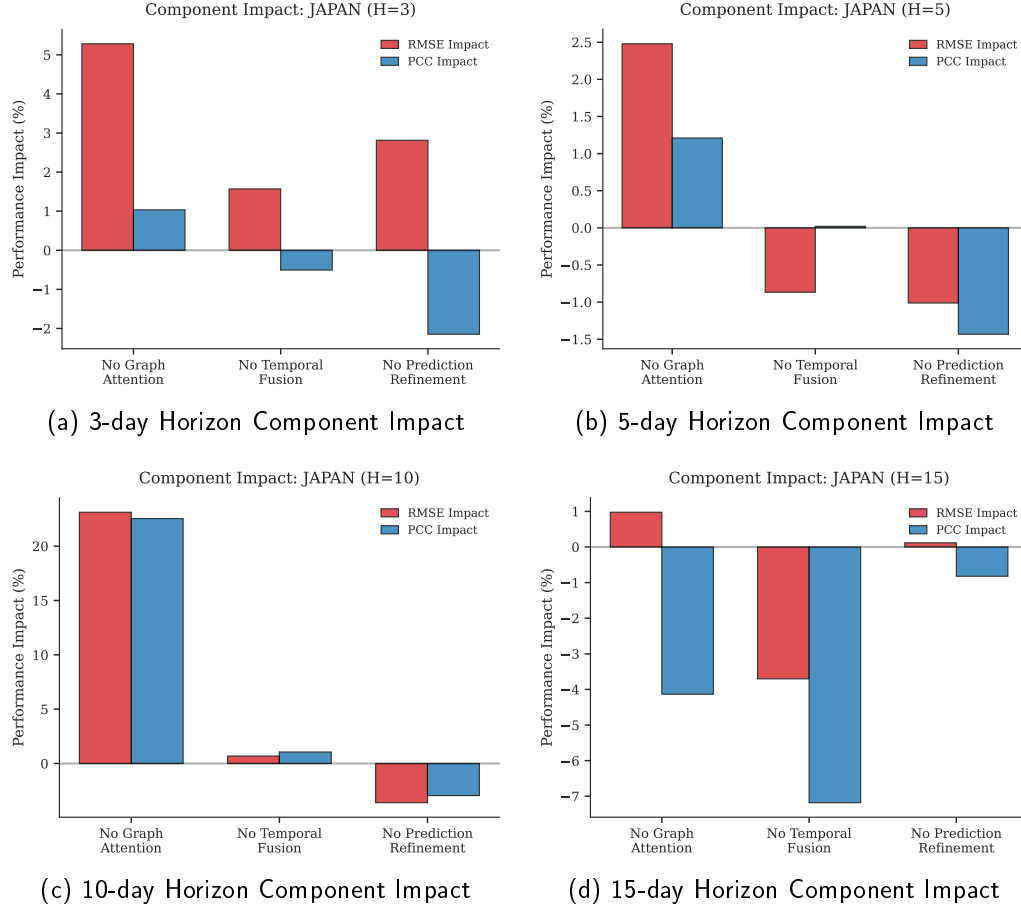 Component Impact: JAPAN (H=3)
RMSE Impact
PCC Impact
Performance Impact (%)
5
4
3
2
1
0
−1
−2
No Graph
Attention
No Temporal
Fusion
No Prediction
Refinement
(a) 3-day Horizon Component Impact
Component Impact: JAPAN (H=5)
RMSE Impact
PCC Impact
Performance Impact (%)
2.5
2.0
1.5
1.0
0.5
0.0
−0.5
−1.0
−1.5
No Graph
Attention
No Temporal
Fusion
No Prediction
Refinement
(b) 5-day Horizon Component Impact
Component Impact: JAPAN (H=10)
RMSE Impact
PCC Impact
Performance Impact (%)
20
15
10
5
0
No Graph
Attention
No Temporal
Fusion
No Prediction
Refinement
(c) 10-day Horizon Component Impact
Component Impact: JAPAN (H=15)
RMSE Impact
PCC Impact
Performance Impact (%)
1
0
−1
−2
−3
−4
−5
−6
−7
No Graph
Attention
No Temporal
Fusion
No Prediction
Refinement
(d) 15-day Horizon Component Impact